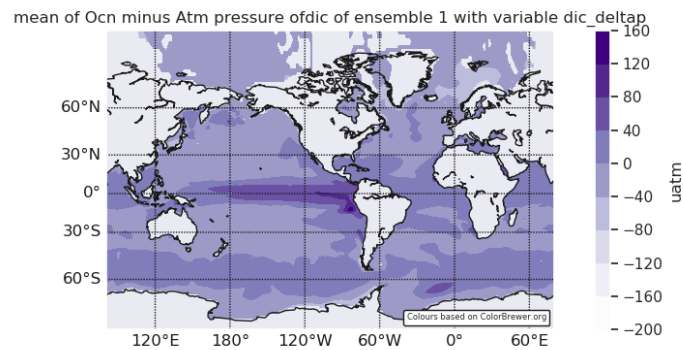 mean of Ocn minus Atm pressure ofdic of ensemble 1 with variable dic_deltap
160
120
80
40
0
−40
−80
−120
−160
−200
uatm
60°N
30°N
0°
30°S
60°S
120°E 180° 120°W 60°W 0° 60°E
Colours based on ColorBrewer.org